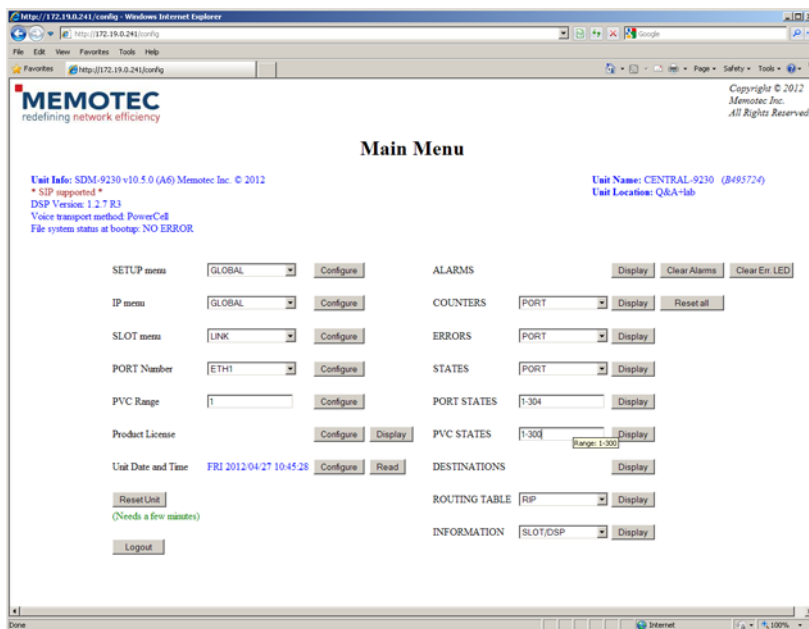 http://172.19.0.241/config - Windows Internet Explorer
http://172.19.0.241/config
Google
File Edit View Favorites Tools Help
Favorites http://172.19.0.241/config Page Safety Tools
MEMOTEC
redefining network efficiency
Copyright © 2012
Memotec Inc.
All Rights Reserved
Main Menu
Unit Info: SDM-9230 v10.5.0 (A6) Memotec Inc. © 2012
* SIP supported *
DSP Version: 1.2.7 R3
Voice transport method: PowerCell
File system status at bootup: NO ERROR
Unit Name: CENTRAL-9230 (B495724)
Unit Location: Q&A+lab
SETUP menu GLOBAL Configure ALARMS Display Clear Alarms Clear Err. LED
IP menu GLOBAL Configure COUNTERS PORT Display Reset all
SLOT menu LINK Configure ERRORS PORT Display
PORT Number ETH1 Configure STATES PORT Display
PVC Range 1 Configure PORT STATES 1-304 Display
Product License Configure Display PVC STATES 1-300 Display
Range: 1-300
Unit Date and Time FRI 2012/04/27 10:45:28 Configure Read DESTINATIONS Display
Reset Unit ROUTING TABLE RIP Display
(Needs a few minutes)
INFORMATION SLOT/DSP Display
Logout
Done Internet 100%